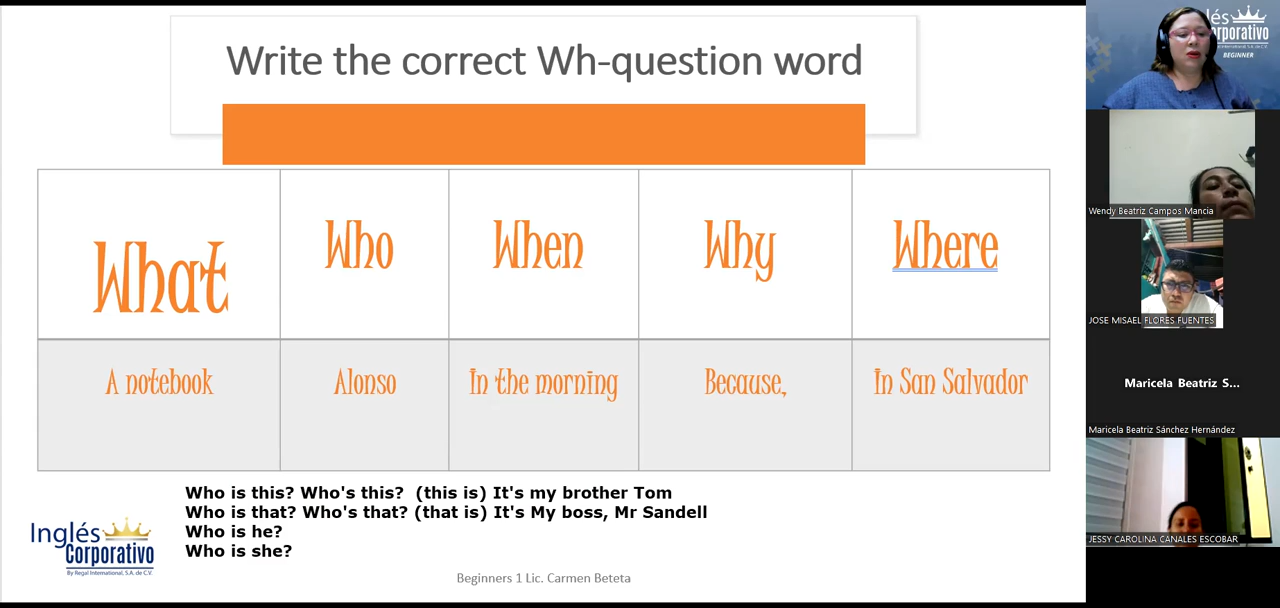 Write the correct Wh-question word
What Who When Why Where
A notebook Alonso In the morning Because, In San Salvador
Who is this? Who's this? (this is) It's my brother Tom
Who is that? Who's that? (that is) It's My boss, Mr Sandell
Who is he?
Who is she?
Inglés
Corporativo
By Regal International, S.A. de C.V.
Beginners 1 Lic. Carmen Beteta
BEGINNER
Wendy Beatriz Campos Mancia
JOSE MISAEL FLORES FUENTES
Maricela Beatriz S...
Maricela Beatriz Sánchez Hernández
JESSY CAROLINA CANALES ESCOBAR